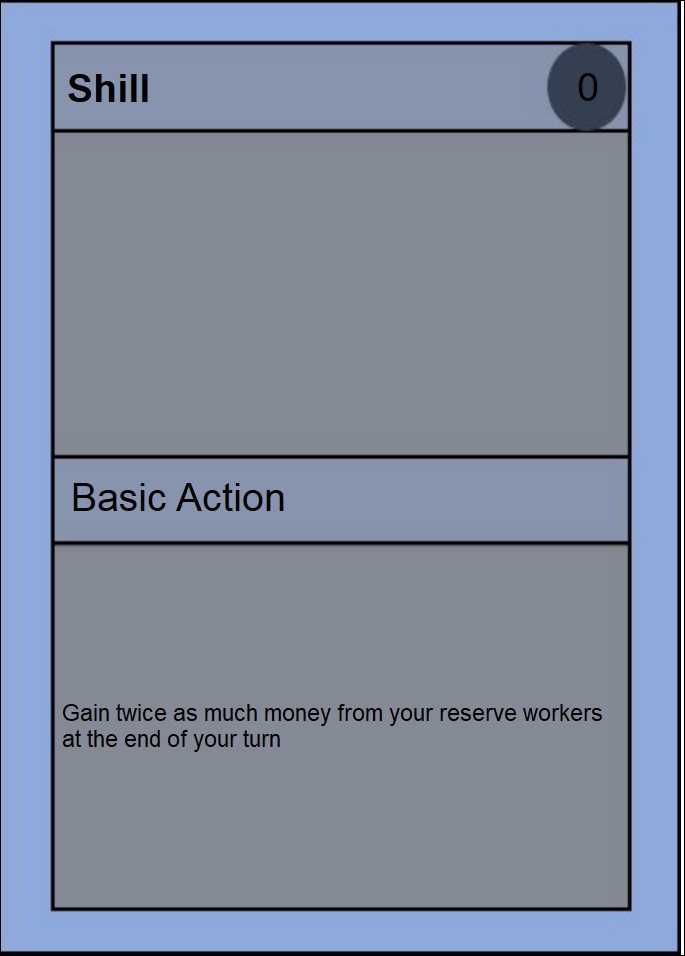 Shill
0
Basic Action
Gain twice as much money from your reserve workers
at the end of your turn